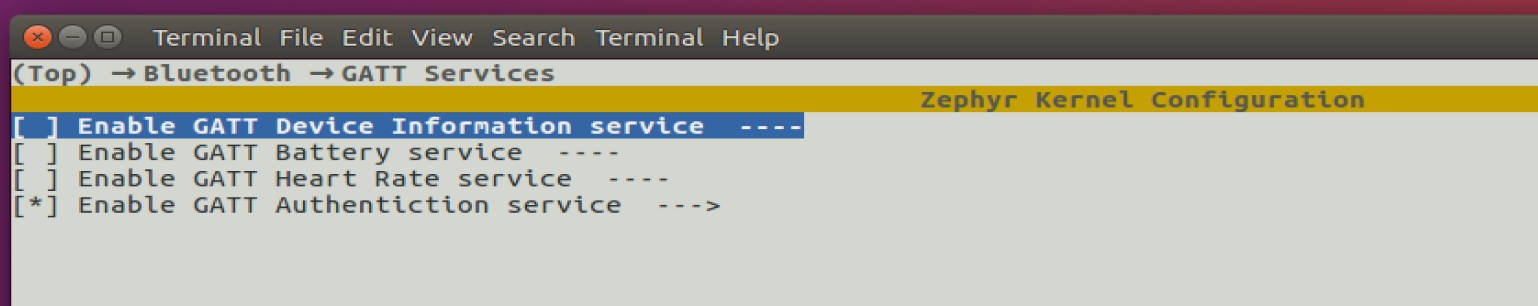 Terminal File Edit View Search Terminal Help
(Top) →Bluetooth →GATT Services
Zephyr Kernel Configuration
[ ] Enable GATT Device Information service  ----
[ ] Enable GATT Battery service  ----
[ ] Enable GATT Heart Rate service  ----
[*] Enable GATT Authentiction service  --->